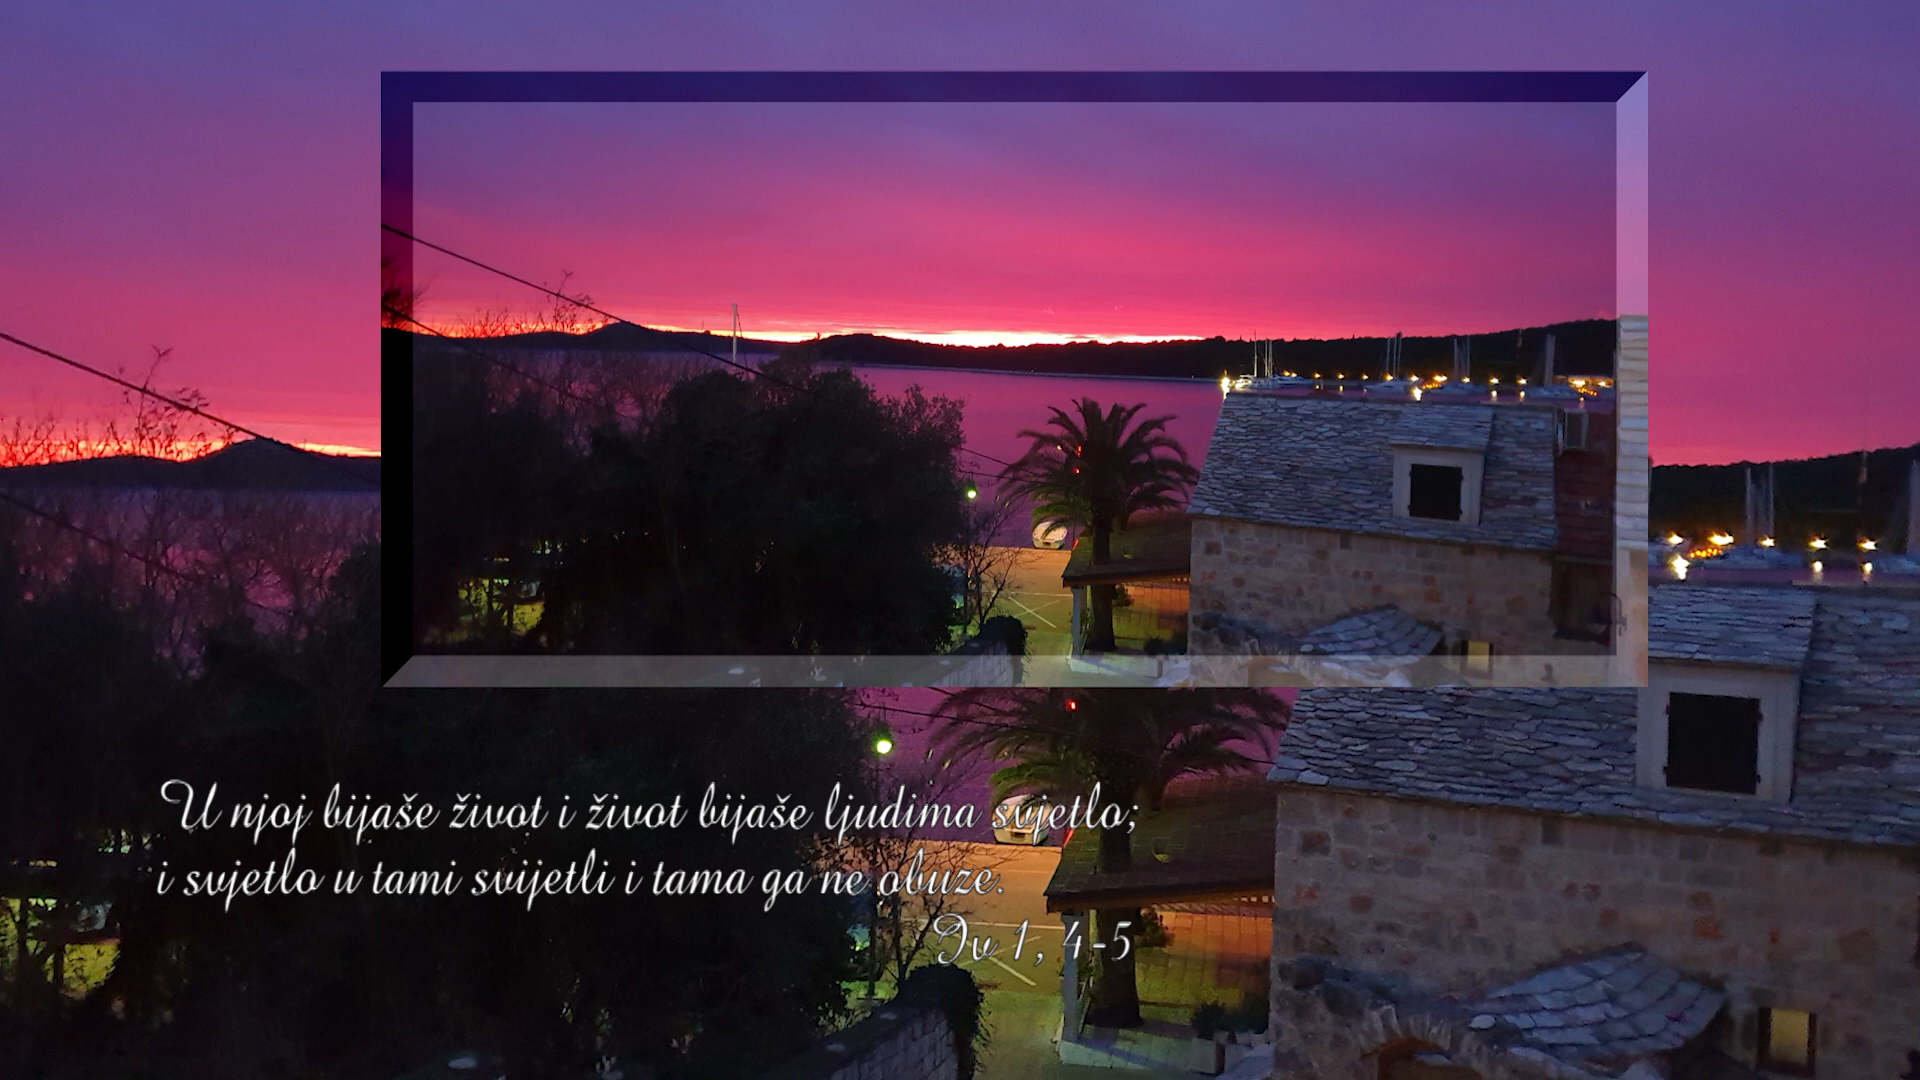 U njoj bijaše život i život bijaše ljudima svjetlo;
i svjetlo u tami svijetli i tama ga ne obuze.
Iv 1, 4-5